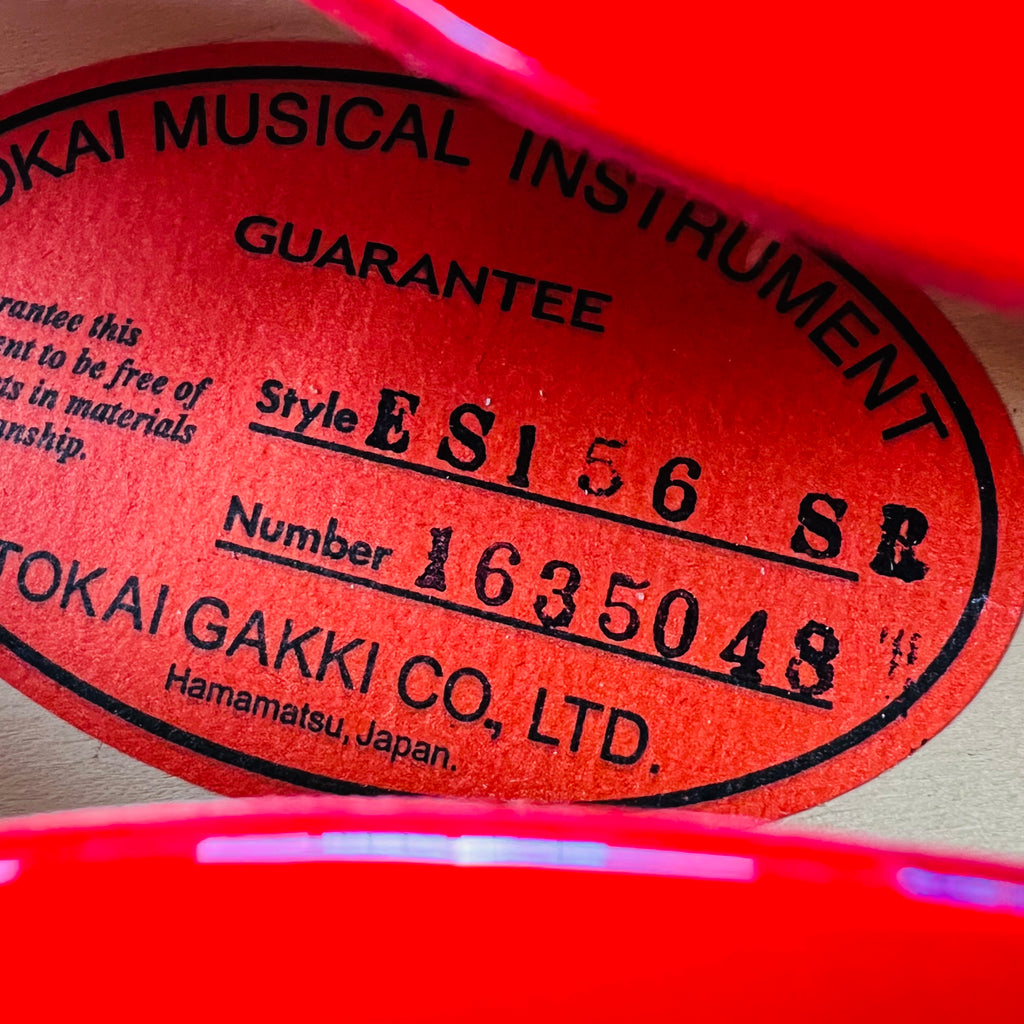 OKAI MUSICAL INSTRUMENT
GUARANTEE
rantee this
ent to be free of
ts in materials
anship.
Style ES156 SR
Number 1635048
TOKAI GAKKI CO., LTD.
Hamamatsu, Japan.